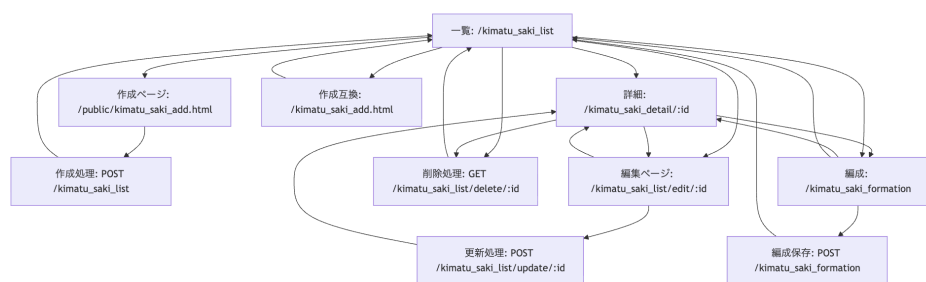 一覧: /kimatu_saki_list
作成ページ:
/public/kimatu_saki_add.html
作成互換:
/kimatu_saki_add.html
詳細:
/kimatu_saki_detail/:id
作成処理: POST
/kimatu_saki_list
削除処理: GET
/kimatu_saki_list/delete/:id
編集ページ:
/kimatu_saki_list/edit/:id
編成:
/kimatu_saki_formation
更新処理: POST
/kimatu_saki_list/update/:id
編成保存: POST
/kimatu_saki_formation